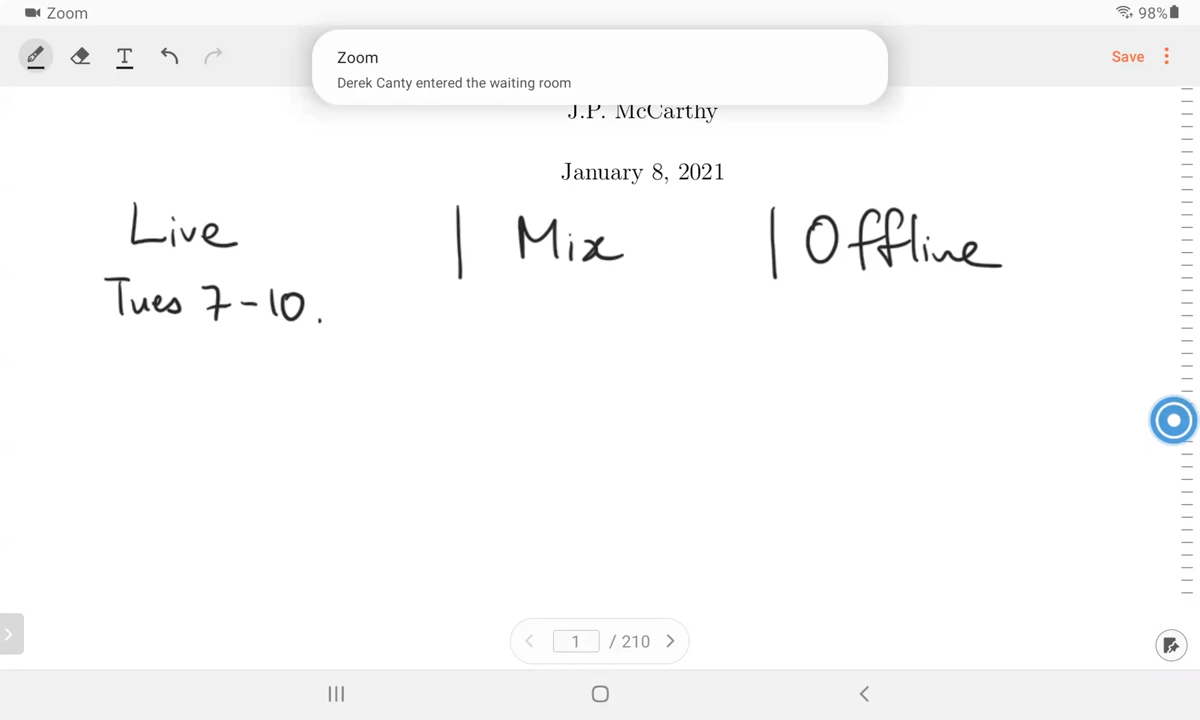 Zoom
98%
T
Zoom
Save
Derek Canty entered the waiting room
J.P. McCarthy
January 8, 2021
Live | Mix | Offline
Tues 7-10.
1 / 210